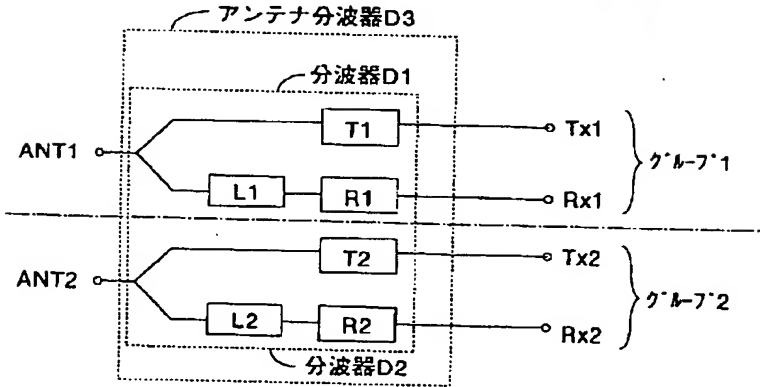 アンテナ分波器D3
分波器D1
T1
Tx1
ANT1
グループ1
L1
R1
Rx1
T2
Tx2
ANT2
グループ2
L2
R2
Rx2
分波器D2